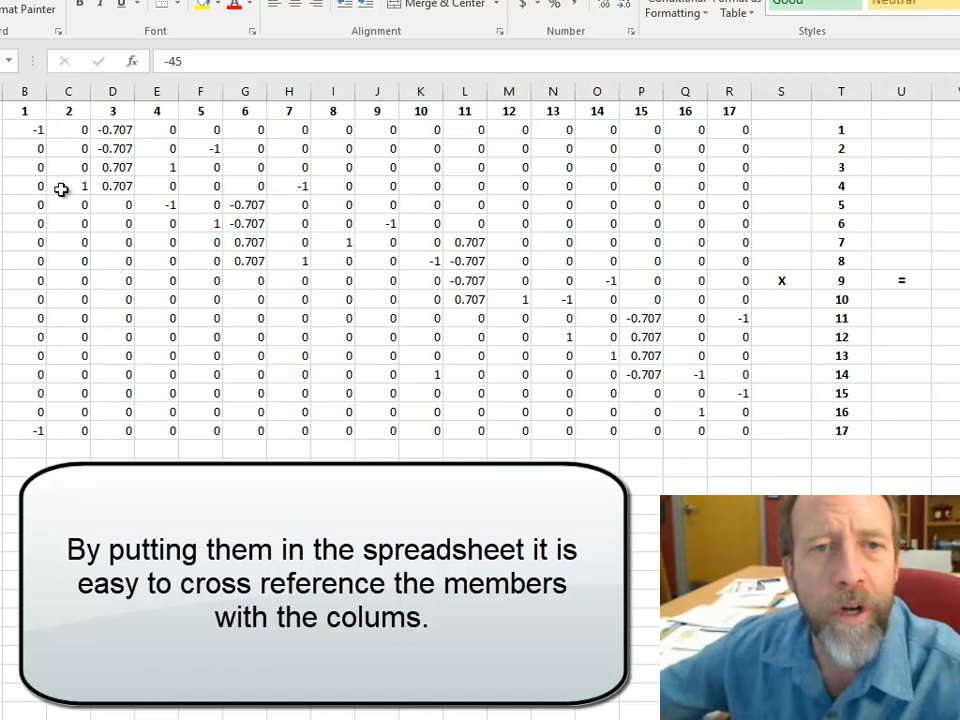 rmat Painter
B I U A
Merge & Center
$ % ,
Conditional Format as
Formatting Table
Good
Neutral
rd
Font
Alignment
Number
Styles
fx -45
B C D E F G H I J K L M N O P Q R S T U
1 2 3 4 5 6 7 8 9 10 11 12 13 14 15 16 17
-1 0 -0.707 0 0 0 0 0 0 0 0 0 0 0 0 0 0 1
0 0 -0.707 0 -1 0 0 0 0 0 0 0 0 0 0 0 0 2
0 0 0.707 1 0 0 0 0 0 0 0 0 0 0 0 0 0 3
0 1 0.707 0 0 0 -1 0 0 0 0 0 0 0 0 0 0 4
0 0 0 -1 0 -0.707 0 0 0 0 0 0 0 0 0 0 0 5
0 0 0 0 1 -0.707 0 0 -1 0 0 0 0 0 0 0 0 6
0 0 0 0 0 0.707 0 1 0 0 0.707 0 0 0 0 0 0 7
0 0 0 0 0 0.707 1 0 0 -1 -0.707 0 0 0 0 0 0 8
0 0 0 0 0 0 0 0 0 0 -0.707 0 0 -1 0 0 0 X 9 =
0 0 0 0 0 0 0 0 0 0 0.707 1 -1 0 0 0 0 10
0 0 0 0 0 0 0 0 0 0 0 0 0 0 -0.707 0 -1 11
0 0 0 0 0 0 0 0 0 0 0 0 1 0 0.707 0 0 12
0 0 0 0 0 0 0 0 0 0 0 0 0 1 0.707 0 0 13
0 0 0 0 0 0 0 0 0 1 0 0 0 0 -0.707 -1 0 14
0 0 0 0 0 0 0 0 0 0 0 0 0 0 0 0 -1 15
0 0 0 0 0 0 0 0 0 0 0 0 0 0 0 1 0 16
-1 0 0 0 0 0 0 0 0 0 0 0 0 0 0 0 0 17
By putting them in the spreadsheet it is
easy to cross reference the members
with the colums.